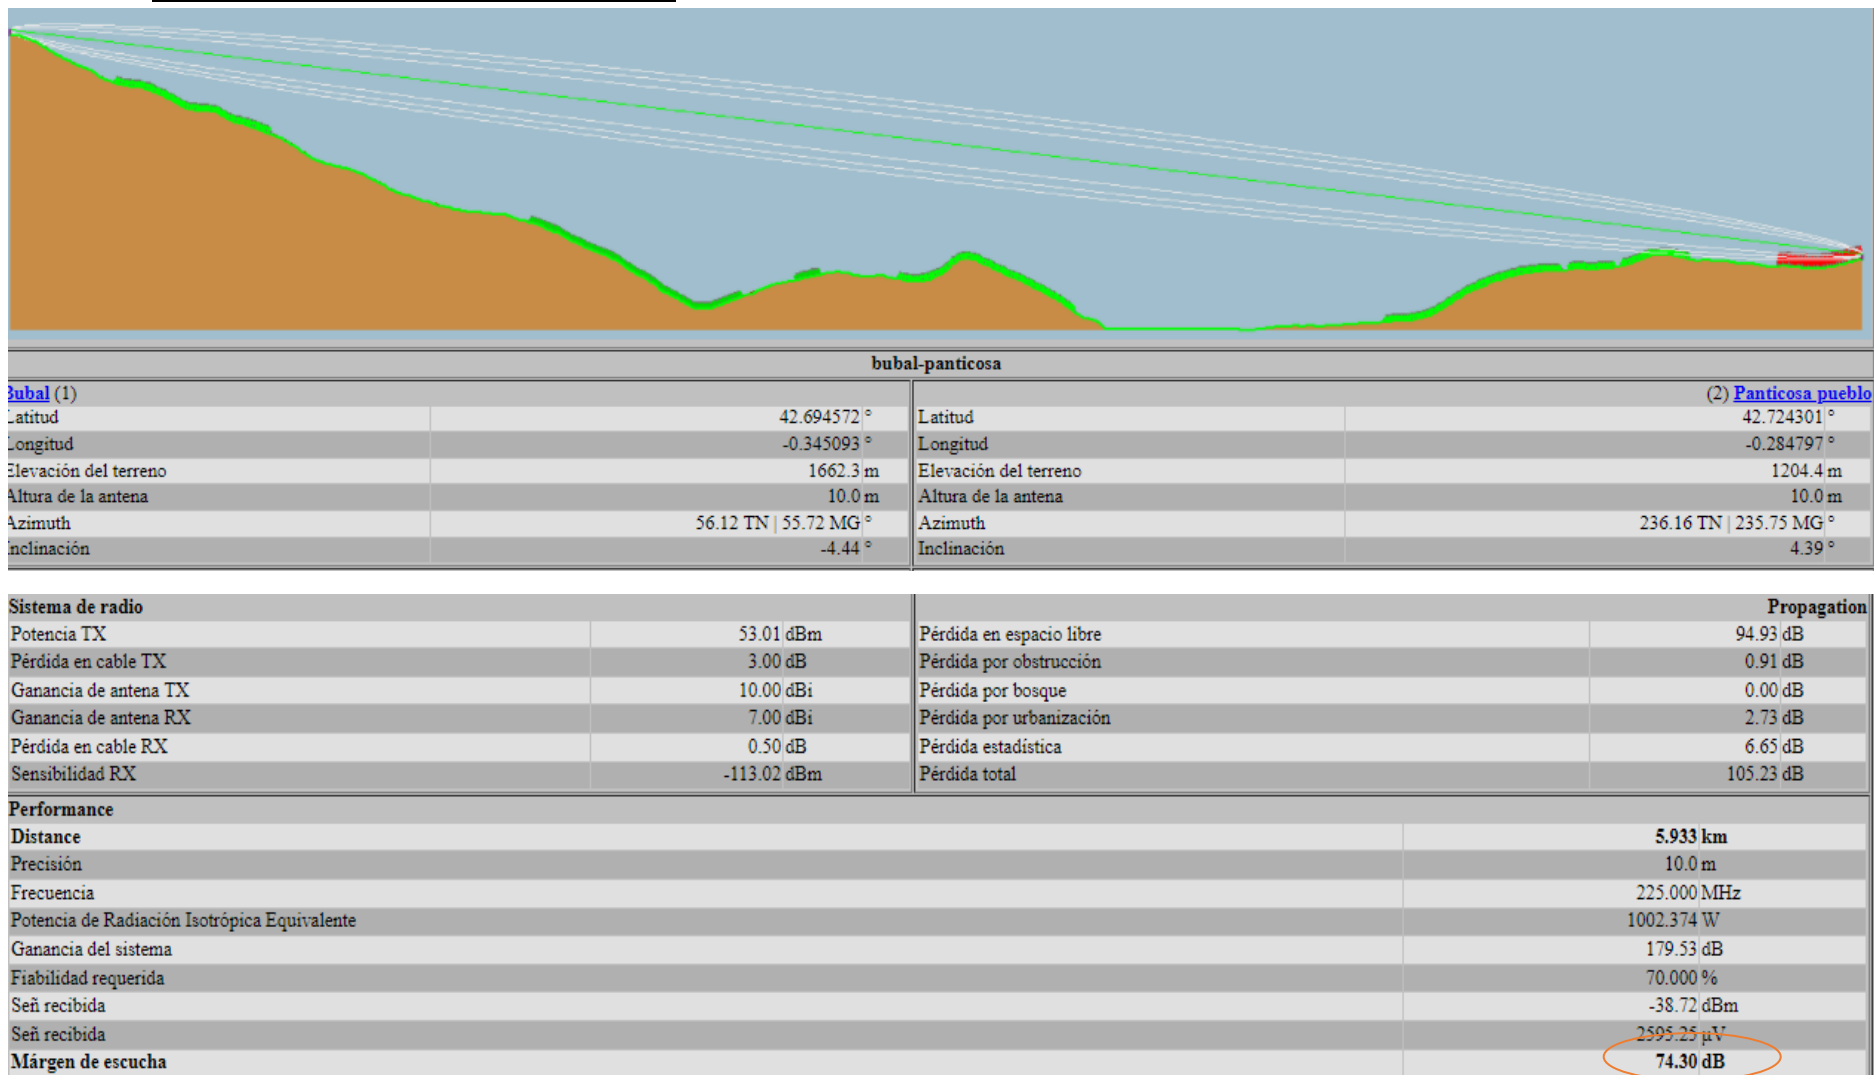 bubal-panticosa
Bubal (1)
(2) Panticosa pueblo
Latitud 42.694572 ° Latitud 42.724301 °
Longitud -0.345093 ° Longitud -0.284797 °
Elevación del terreno 1662.3 m Elevación del terreno 1204.4 m
Altura de la antena 10.0 m Altura de la antena 10.0 m
Azimuth 56.12 TN | 55.72 MG ° Azimuth 236.16 TN | 235.75 MG °
Inclinación -4.44 ° Inclinación 4.39 °
Sistema de radio Propagation
Potencia TX 53.01 dBm Pérdida en espacio libre 94.93 dB
Pérdida en cable TX 3.00 dB Pérdida por obstrucción 0.91 dB
Ganancia de antena TX 10.00 dBi Pérdida por bosque 0.00 dB
Ganancia de antena RX 7.00 dBi Pérdida por urbanización 2.73 dB
Pérdida en cable RX 0.50 dB Pérdida estadística 6.65 dB
Sensibilidad RX -113.02 dBm Pérdida total 105.23 dB
Performance
Distance 5.933 km
Precisión 10.0 m
Frecuencia 225.000 MHz
Potencia de Radiación Isotrópica Equivalente 1002.374 W
Ganancia del sistema 179.53 dB
Fiabilidad requerida 70.000 %
Señ recibida -38.72 dBm
Señ recibida 2595.25 µV
Márgen de escucha 74.30 dB